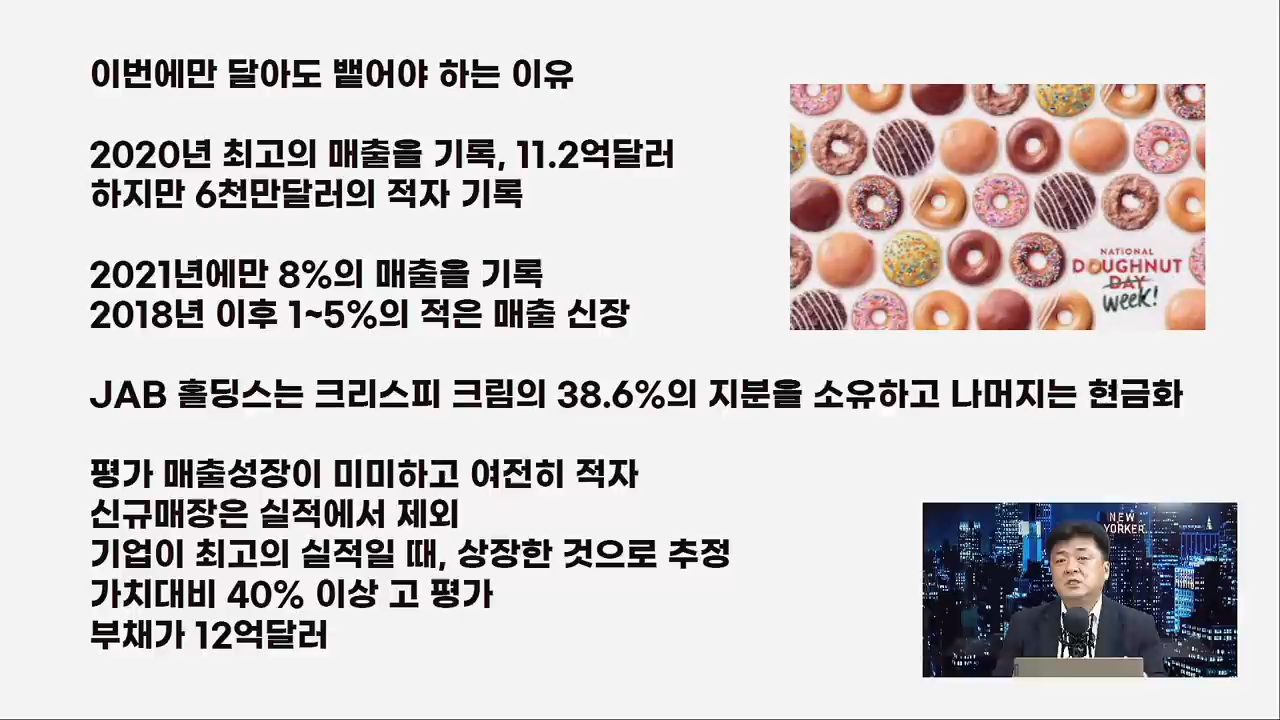 이번에만 달아도 뱉어야 하는 이유
2020년 최고의 매출을 기록, 11.2억달러
하지만 6천만달러의 적자 기록
2021년에만 8%의 매출을 기록
2018년 이후 1~5%의 적은 매출 신장
JAB 홀딩스는 크리스피 크림의 38.6%의 지분을 소유하고 나머지는 현금화
평가 매출성장이 미미하고 여전히 적자
신규매장은 실적에서 제외
기업이 최고의 실적일 때, 상장한 것으로 추정
가치대비 40% 이상 고 평가
부채가 12억달러
NATIONAL
DOUGHNUT
DAY
week!
NEW
YORKER